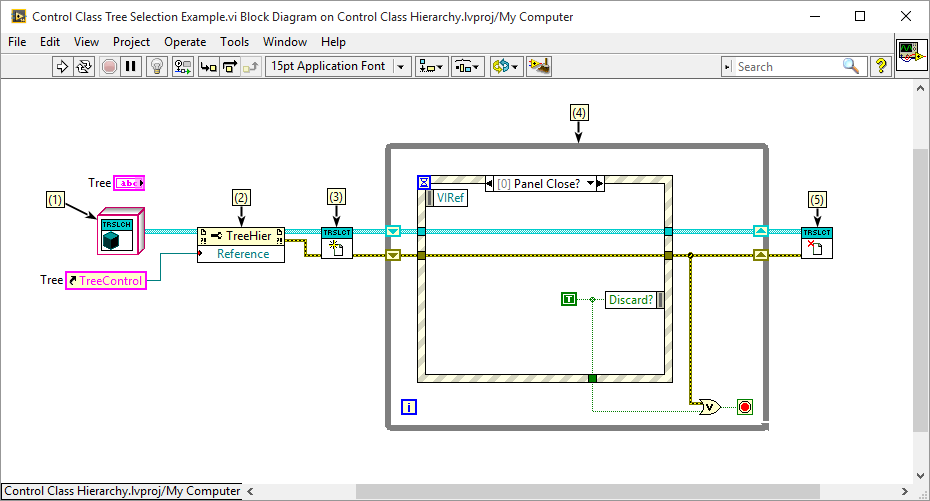 Control Class Tree Selection Example.vi Block Diagram on Control Class Hierarchy.lvproj/My Computer
File Edit View Project Operate Tools Window Help
15pt Application Font
Search
?
(4)
Tree abc
[0] Panel Close?
(1)
(2)
(3)
(5)
VIRef
TRSLCH
TRSLCT
TRSLCT
?! TreeHier ?!
Reference
Tree TreeControl
T
Discard?
i
V
Control Class Hierarchy.lvproj/My Computer